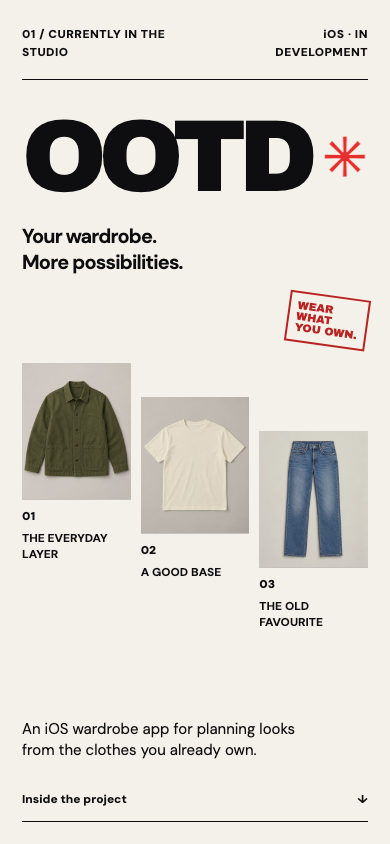 01 / CURRENTLY IN THE
STUDIO
iOS · IN
DEVELOPMENT
OOTD✳
Your wardrobe.
More possibilities.
WEAR
WHAT
YOU OWN.
01
THE EVERYDAY
LAYER
02
A GOOD BASE
03
THE OLD
FAVOURITE
An iOS wardrobe app for planning looks
from the clothes you already own.
Inside the project ↓